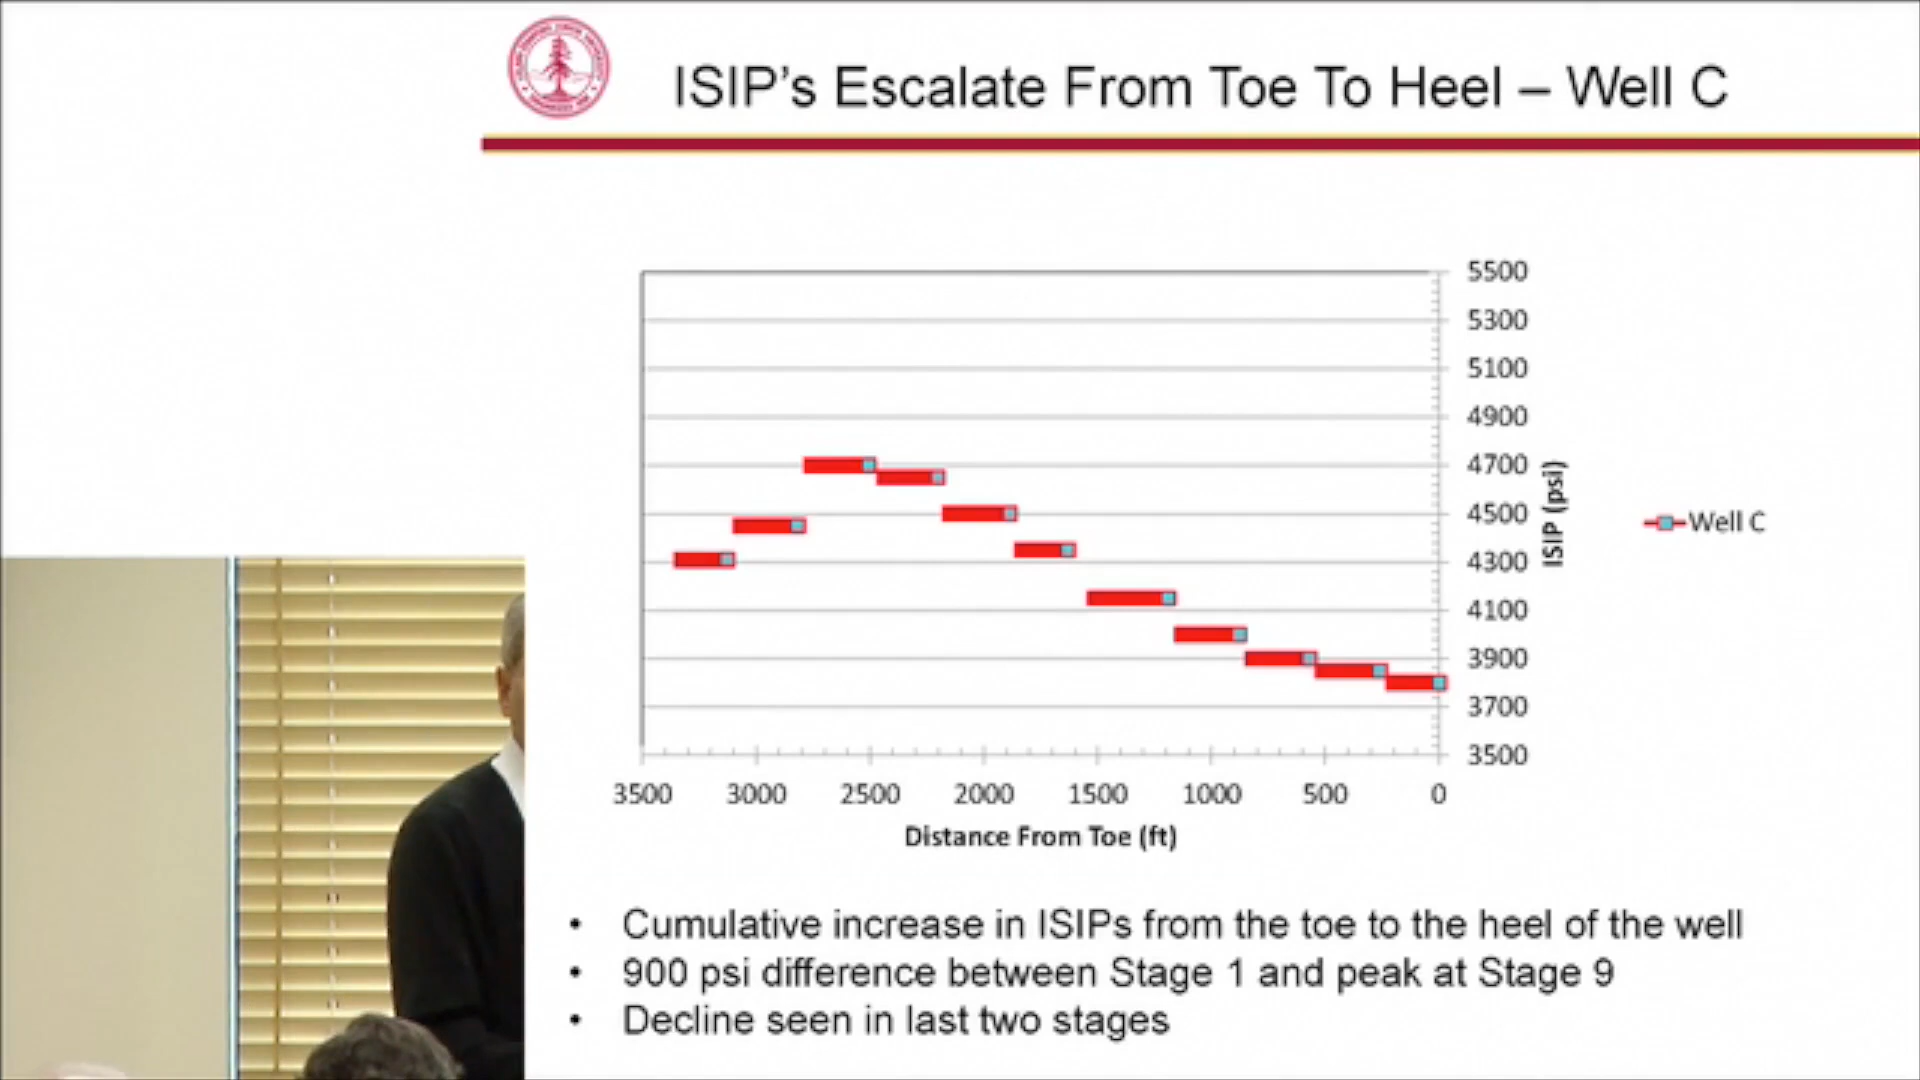 ISIP's Escalate From Toe To Heel – Well C
5500
5300
5100
4900
4700
4500
4300
4100
3900
3700
3500
ISIP (psi)
Well C
3500 3000 2500 2000 1500 1000 500 0
Distance From Toe (ft)
• Cumulative increase in ISIPs from the toe to the heel of the well
• 900 psi difference between Stage 1 and peak at Stage 9
• Decline seen in last two stages